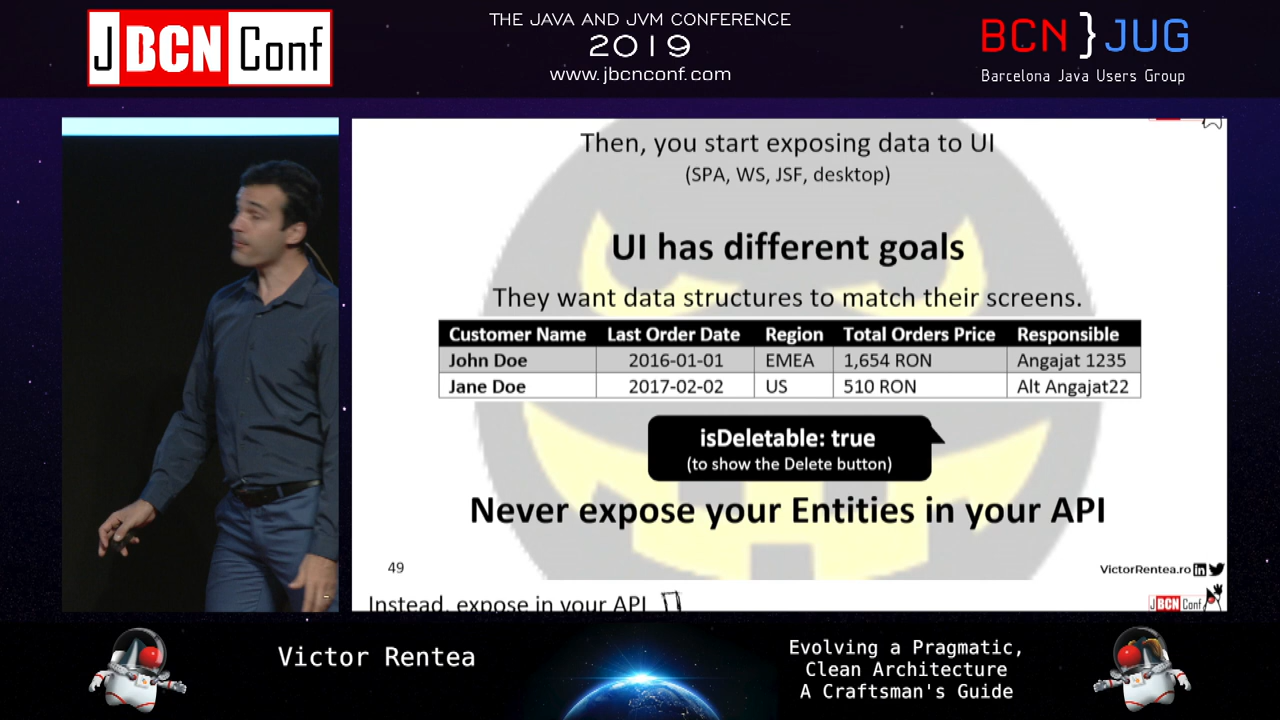 JBCNConf
THE JAVA AND JVM CONFERENCE
2019
www.jbcnconf.com
BCN}JUG
Barcelona Java Users Group
Then, you start exposing data to UI
(SPA, WS, JSF, desktop)
UI has different goals
They want data structures to match their screens.
Customer Name Last Order Date Region Total Orders Price Responsible
John Doe 2016-01-01 EMEA 1,654 RON Angajat 1235
Jane Doe 2017-02-02 US 510 RON Alt Angajat22
isDeletable: true
(to show the Delete button)
Never expose your Entities in your API
49
VictorRentea.ro
Instead, expose in your API
JBCNConf
Victor Rentea
Evolving a Pragmatic,
Clean Architecture
A Craftsman's Guide